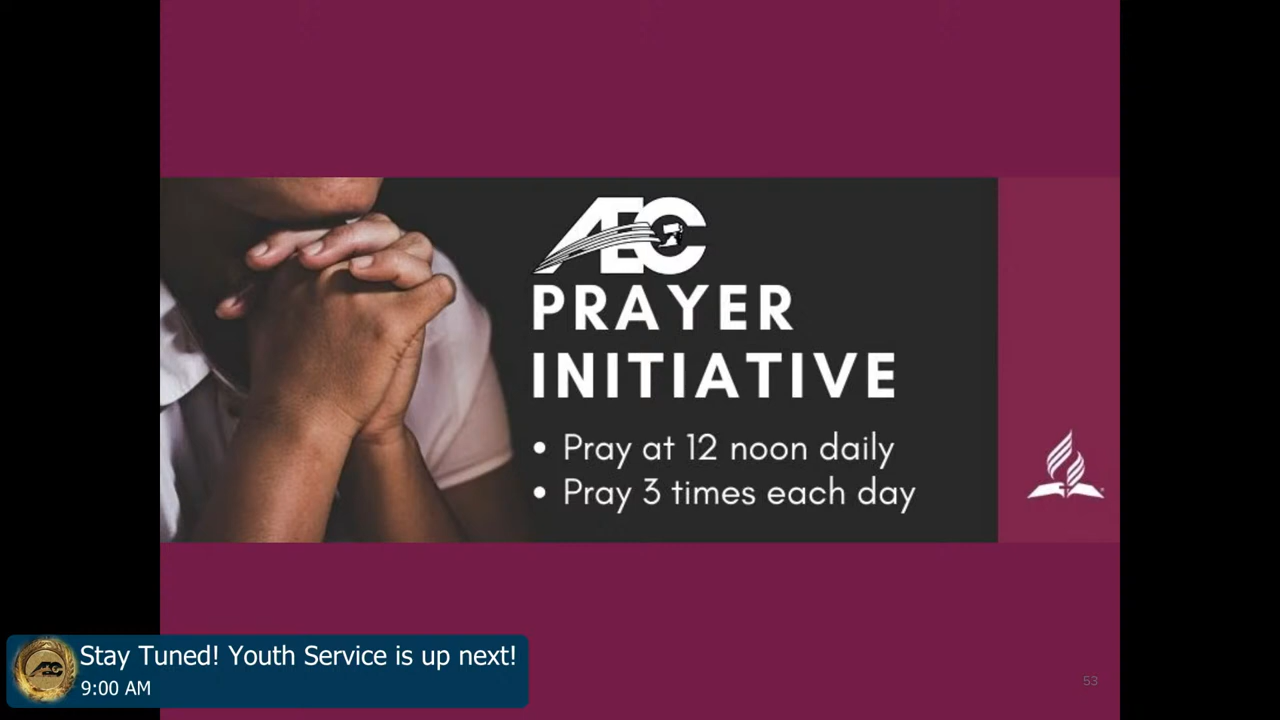 AEC
PRAYER
INITIATIVE
• Pray at 12 noon daily
• Pray 3 times each day
Stay Tuned! Youth Service is up next!
9:00 AM
53